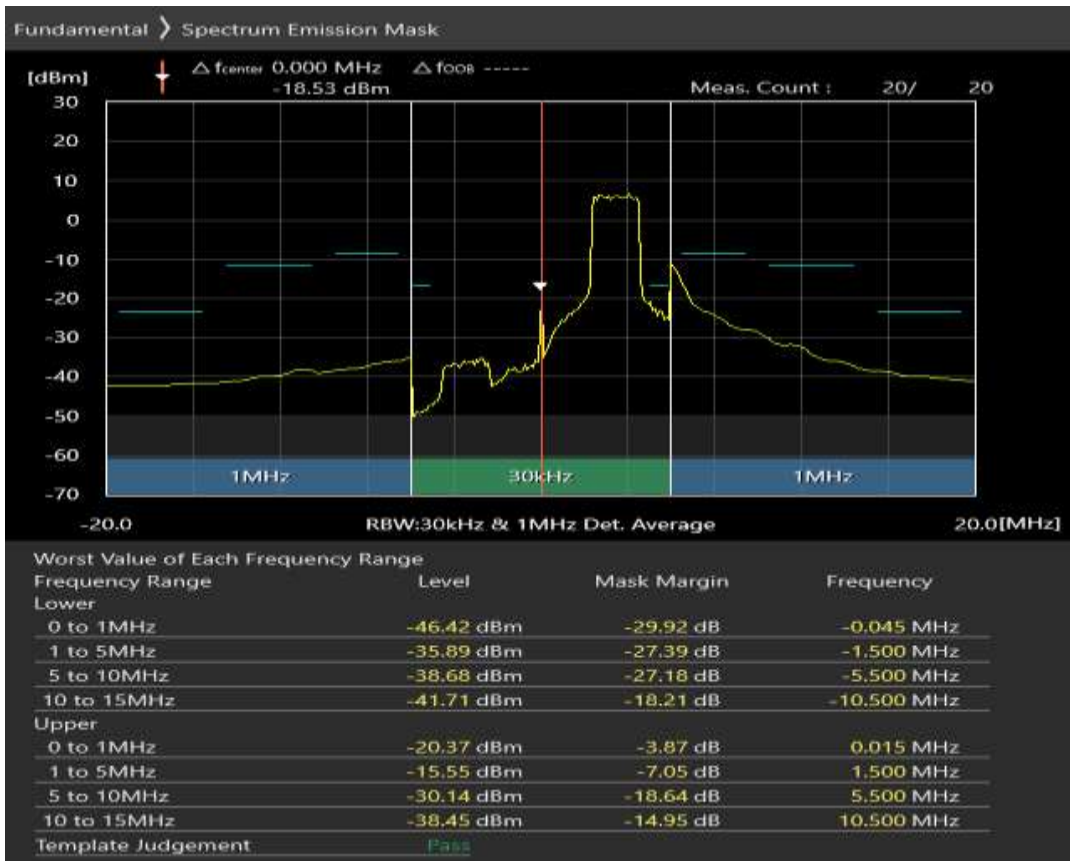 Fundamental ❯ Spectrum Emission Mask
[dBm] △ fcenter 0.000 MHz △ fOOB -----
-18.53 dBm Meas. Count : 20/ 20
30
20
10
0
-10
-20
-30
-40
-50
-60
-70
1MHz 30kHz 1MHz
-20.0 RBW:30kHz & 1MHz Det. Average 20.0[MHz]
Worst Value of Each Frequency Range
Frequency Range Level Mask Margin Frequency
Lower
0 to 1MHz -46.42 dBm -29.92 dB -0.045 MHz
1 to 5MHz -35.89 dBm -27.39 dB -1.500 MHz
5 to 10MHz -38.68 dBm -27.18 dB -5.500 MHz
10 to 15MHz -41.71 dBm -18.21 dB -10.500 MHz
Upper
0 to 1MHz -20.37 dBm -3.87 dB 0.015 MHz
1 to 5MHz -15.55 dBm -7.05 dB 1.500 MHz
5 to 10MHz -30.14 dBm -18.64 dB 5.500 MHz
10 to 15MHz -38.45 dBm -14.95 dB 10.500 MHz
Template Judgement Pass